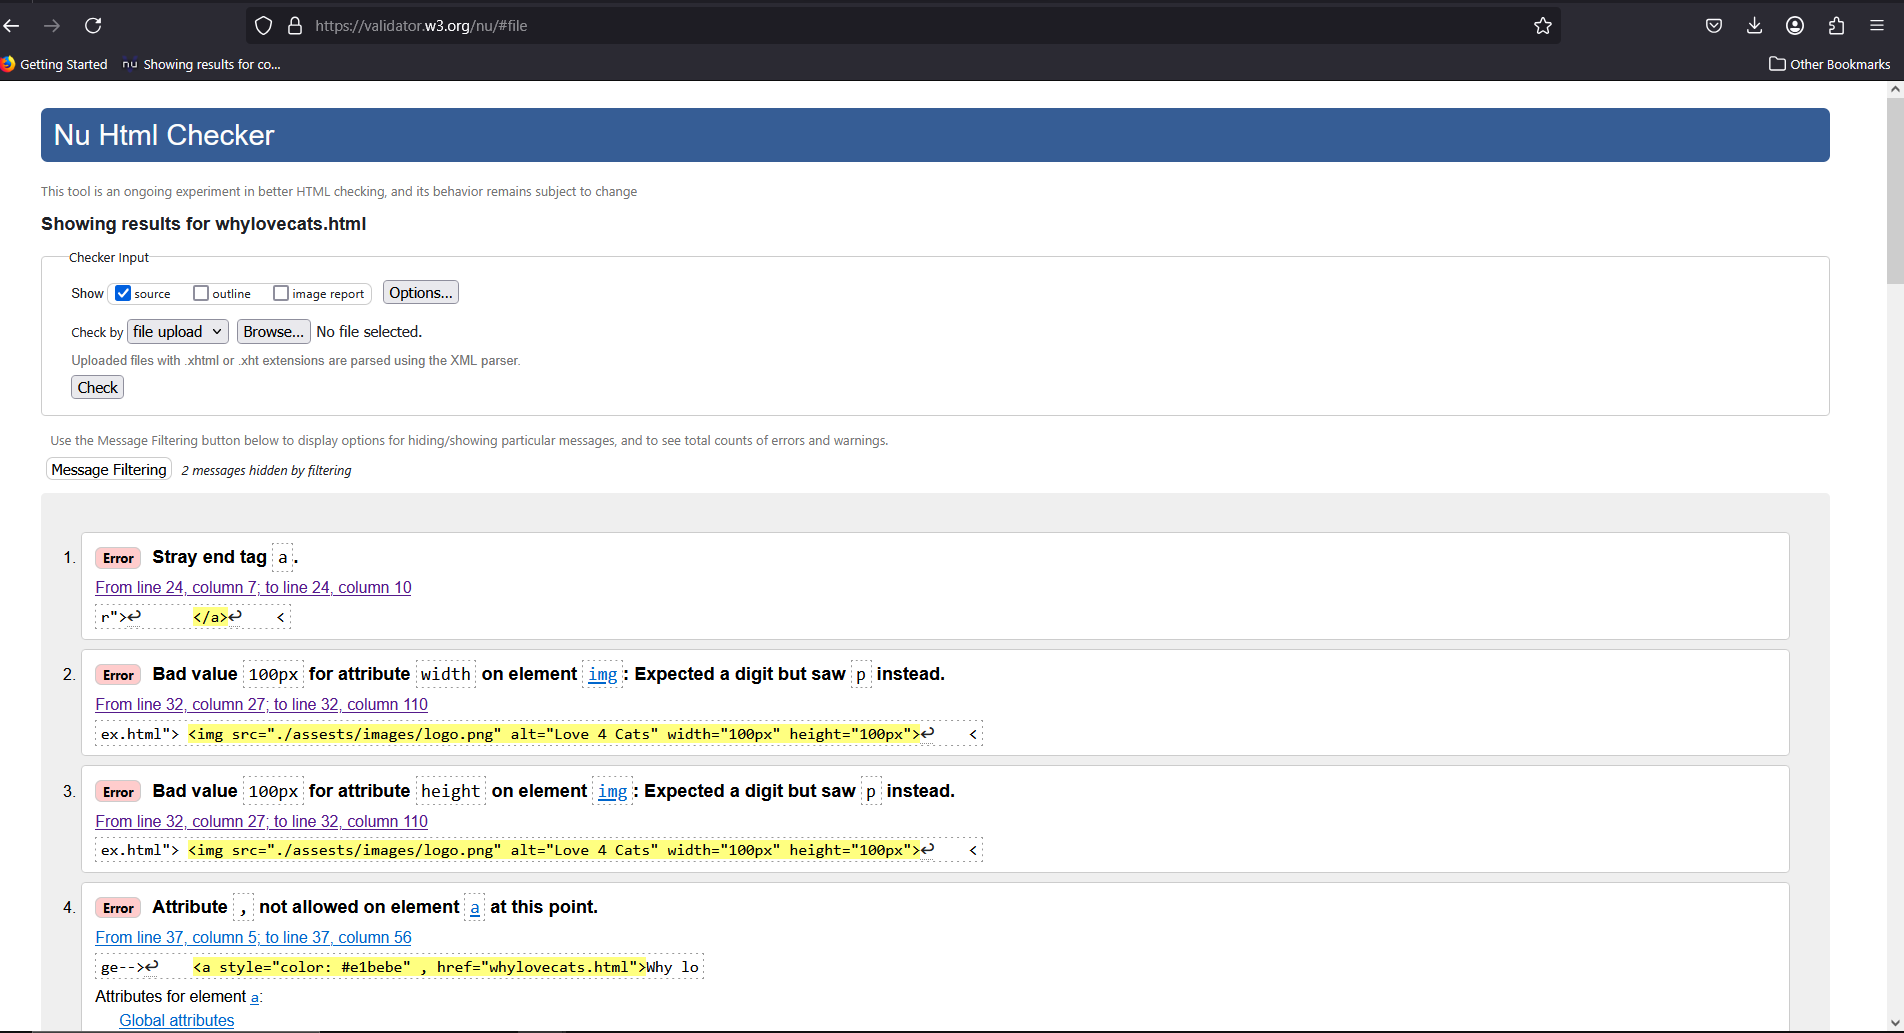 https://validator.w3.org/nu/#file
Getting Started
nu Showing results for co...
Other Bookmarks
Nu Html Checker
This tool is an ongoing experiment in better HTML checking, and its behavior remains subject to change
Showing results for whylovecats.html
Checker Input
Show source outline image report Options...
Check by file upload Browse... No file selected.
Uploaded files with .xhtml or .xht extensions are parsed using the XML parser.
Check
Use the Message Filtering button below to display options for hiding/showing particular messages, and to see total counts of errors and warnings.
Message Filtering 2 messages hidden by filtering
1. Error Stray end tag a.
From line 24, column 7; to line 24, column 10
r">↩ </a>↩ <
2. Error Bad value 100px for attribute width on element img: Expected a digit but saw p instead.
From line 32, column 27; to line 32, column 110
ex.html"> <img src="./assests/images/logo.png" alt="Love 4 Cats" width="100px" height="100px">↩ <
3. Error Bad value 100px for attribute height on element img: Expected a digit but saw p instead.
From line 32, column 27; to line 32, column 110
ex.html"> <img src="./assests/images/logo.png" alt="Love 4 Cats" width="100px" height="100px">↩ <
4. Error Attribute , not allowed on element a at this point.
From line 37, column 5; to line 37, column 56
ge-->↩ <a style="color: #e1bebe" , href="whylovecats.html">Why lo
Attributes for element a:
Global attributes